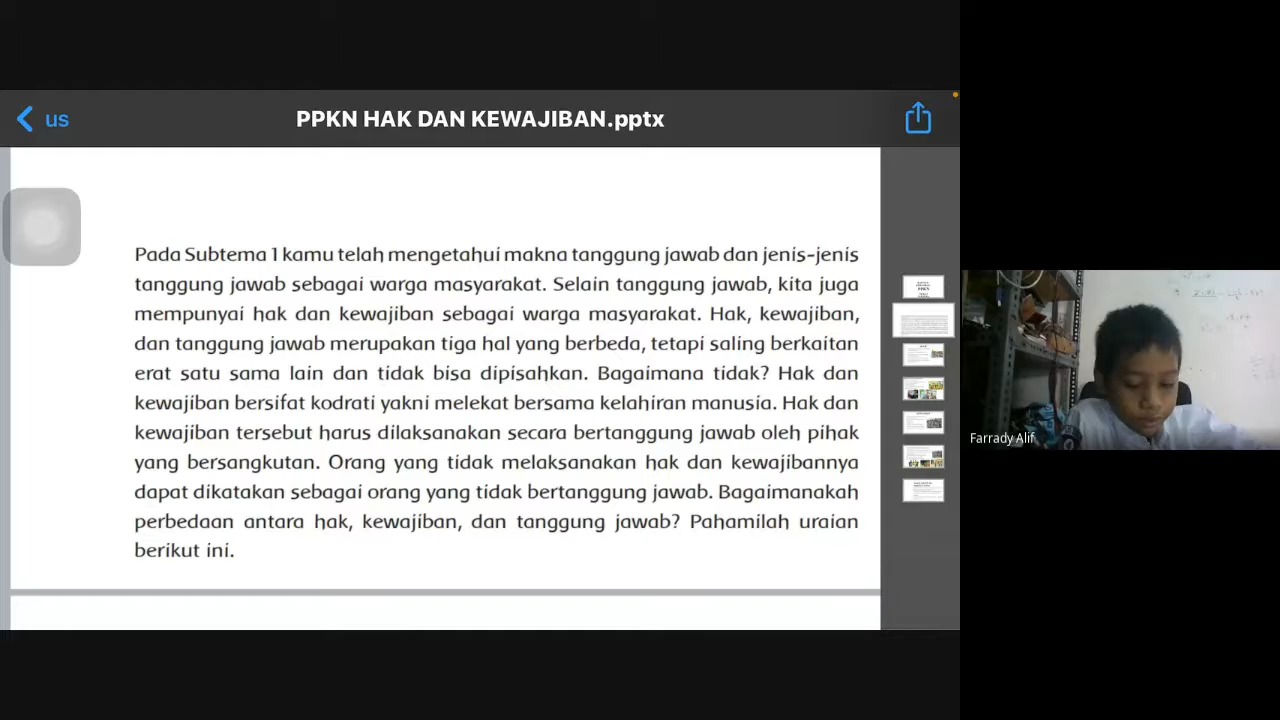 us
PPKN HAK DAN KEWAJIBAN.pptx
Pada Subtema 1 kamu telah mengetahui makna tanggung jawab dan jenis-jenis
tanggung jawab sebagai warga masyarakat. Selain tanggung jawab, kita juga
mempunyai hak dan kewajiban sebagai warga masyarakat. Hak, kewajiban,
dan tanggung jawab merupakan tiga hal yang berbeda, tetapi saling berkaitan
erat satu sama lain dan tidak bisa dipisahkan. Bagaimana tidak? Hak dan
kewajiban bersifat kodrati yakni melekat bersama kelahiran manusia. Hak dan
kewajiban tersebut harus dilaksanakan secara bertanggung jawab oleh pihak
yang bersangkutan. Orang yang tidak melaksanakan hak dan kewajibannya
dapat dikatakan sebagai orang yang tidak bertanggung jawab. Bagaimanakah
perbedaan antara hak, kewajiban, dan tanggung jawab? Pahamilah uraian
berikut ini.
Farrady Alif